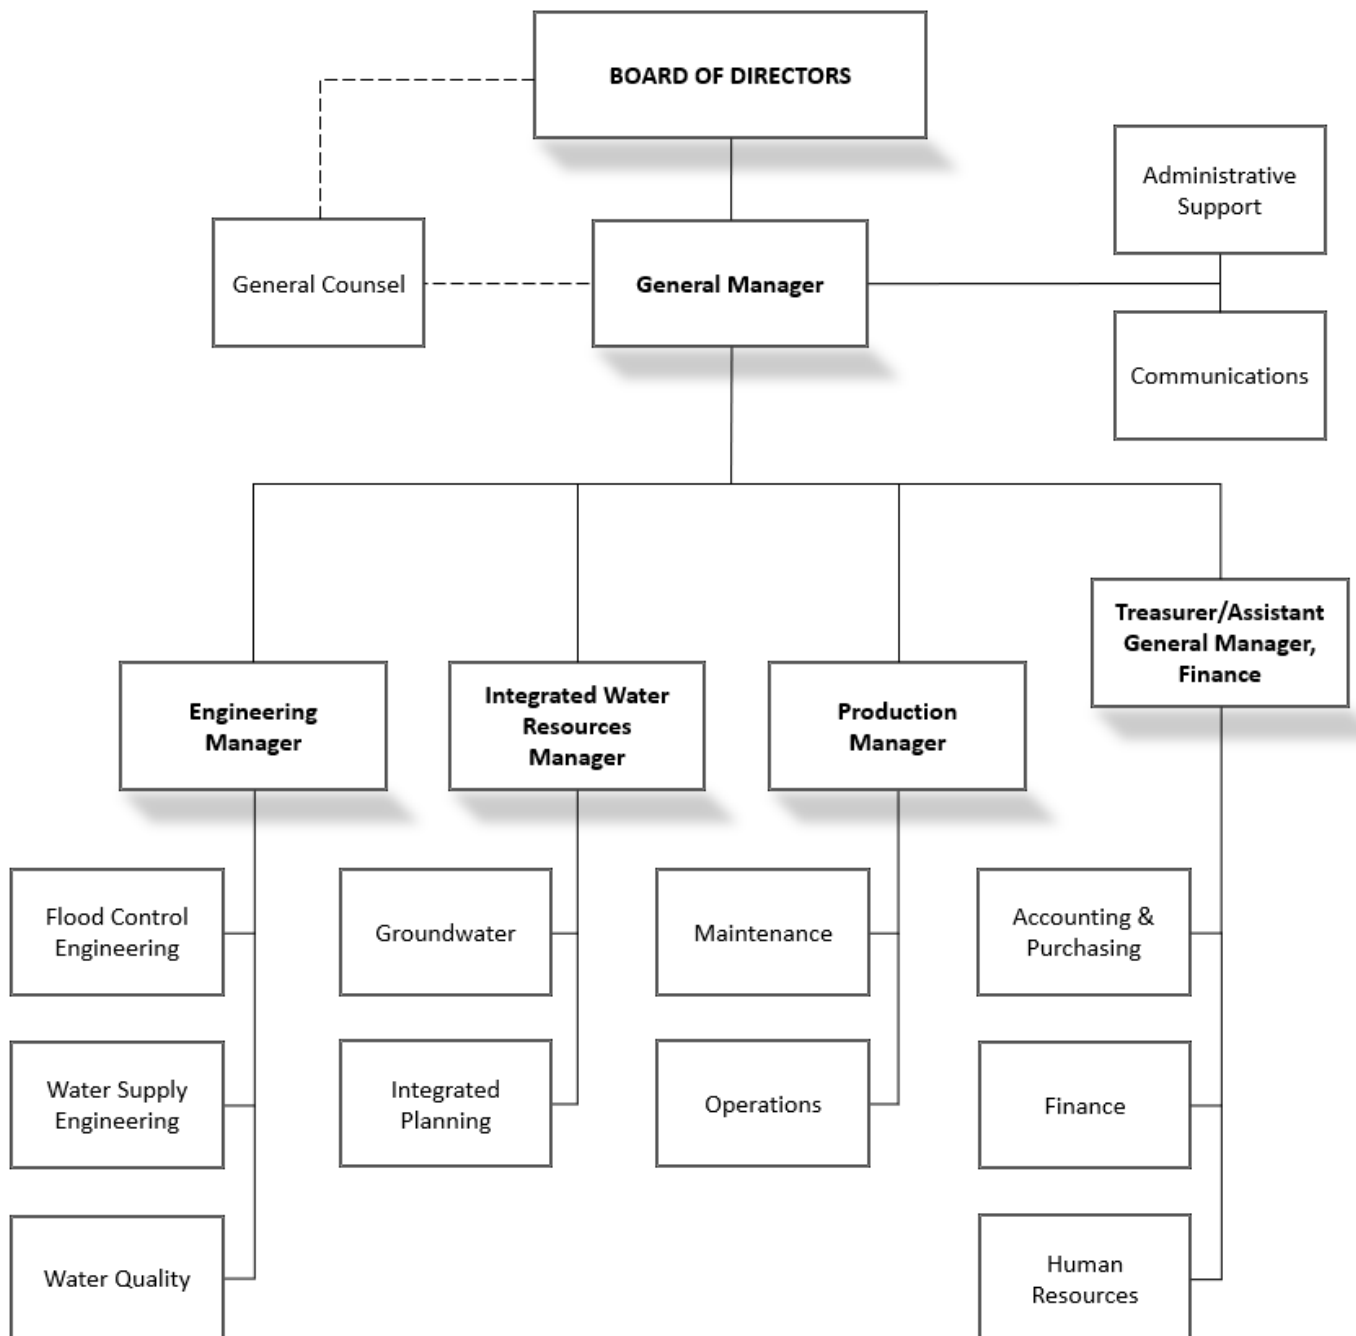 BOARD OF DIRECTORS
Administrative
Support
General Counsel
General Manager
Communications
Treasurer/Assistant
General Manager,
Finance
Engineering
Manager
Integrated Water
Resources
Manager
Production
Manager
Flood Control
Engineering
Groundwater
Maintenance
Accounting &
Purchasing
Water Supply
Engineering
Integrated
Planning
Operations
Finance
Water Quality
Human
Resources